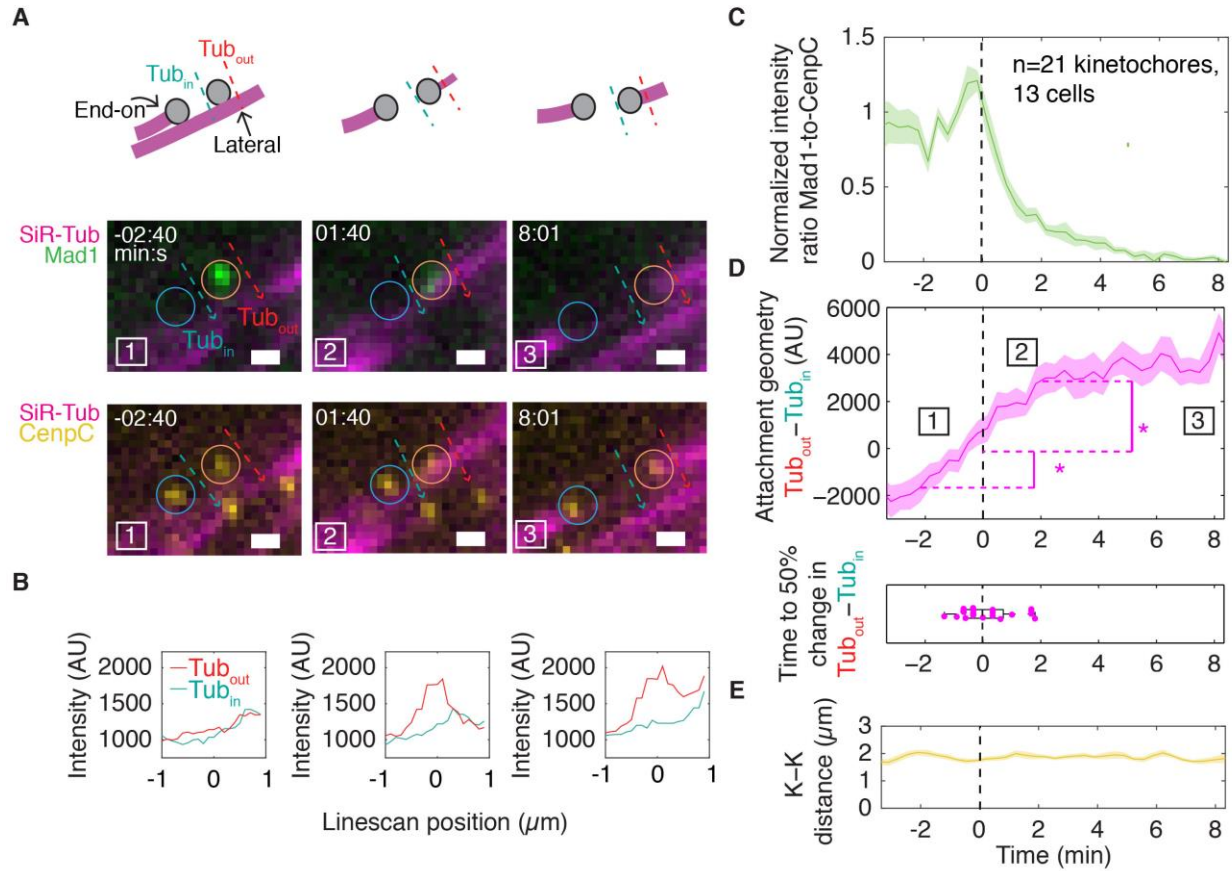 A
Tub_out
Tub_in
End-on
Lateral
SiR-Tub
Mad1
-02:40
min:s
Tub_in
Tub_out
1
01:40
2
8:01
3
SiR-Tub
CenpC
-02:40
1
01:40
2
8:01
3
B
Intensity (AU)
2000
1500
1000
Tub_out
Tub_in
-1 0 1
Intensity (AU)
2000
1500
1000
-1 0 1
Intensity (AU)
2000
1500
1000
-1 0 1
Linescan position (µm)
C
Normalized intensity
ratio Mad1-to-CenpC
1.5
1
0.5
0
n=21 kinetochores,
13 cells
-2 0 2 4 6 8
D
Attachment geometry
Tub_out–Tub_in (AU)
6000
4000
2000
0
−2000
1
2
3
*
*
-2 0 2 4 6 8
Time to 50%
change in
Tub_out–Tub_in
-2 0 2 4 6 8
E
K–K
distance (µm)
3
2
1
0
-2 0 2 4 6 8
Time (min)